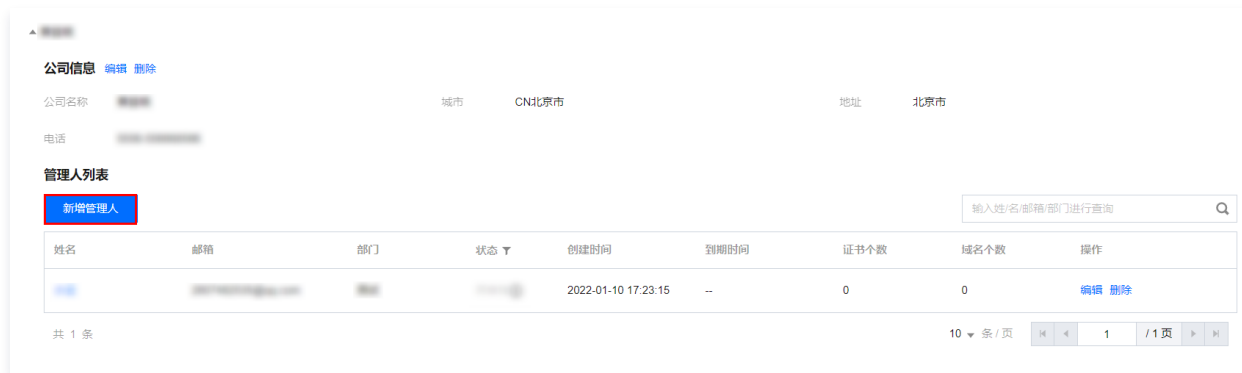 公司信息 编辑 删除
公司名称 城市 CN北京市 地址 北京市
电话
管理人列表
新增管理人 输入姓/名/邮箱/部门进行查询
姓名 邮箱 部门 状态 创建时间 到期时间 证书个数 域名个数 操作
2022-01-10 17:23:15 -- 0 0 编辑 删除
共 1 条 10 条 / 页 1 / 1 页